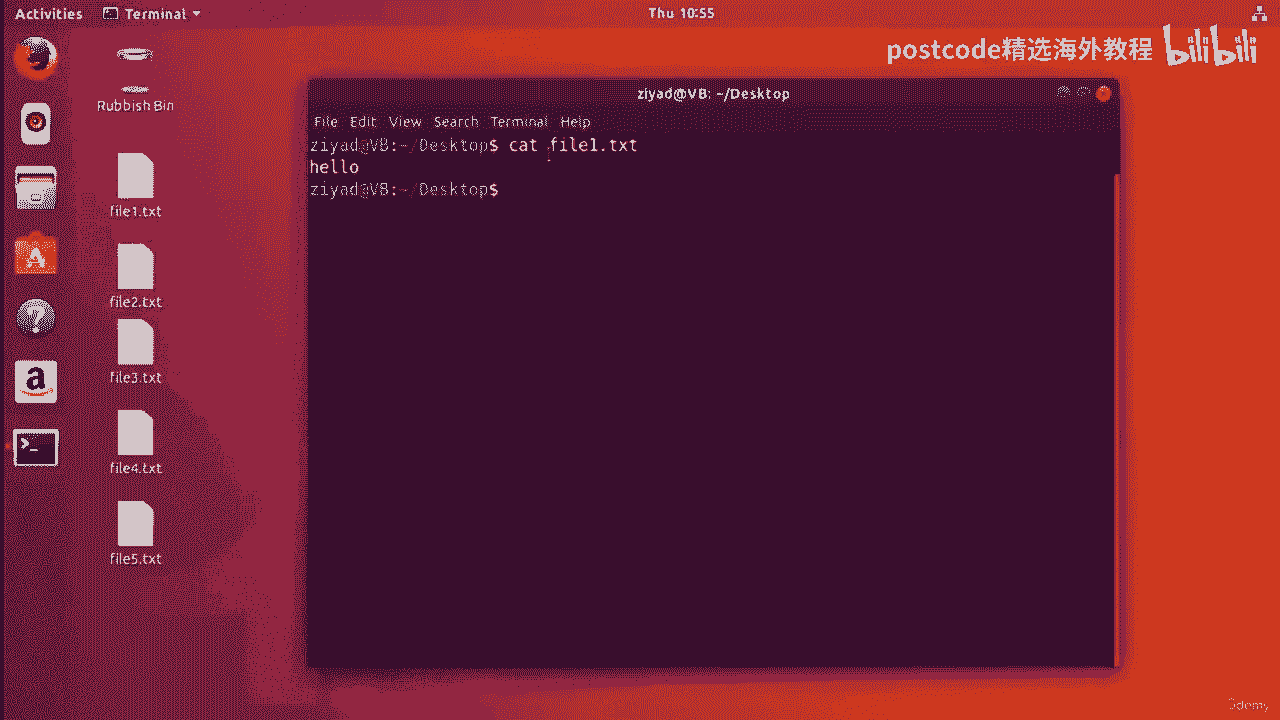 Activities
Terminal
Thu 10:55
postcode精选海外教程
bilibili
Rubbish Bin
file1.txt
file2.txt
file3.txt
file4.txt
file5.txt
ziyad@VB: ~/Desktop
File Edit View Search Terminal Help
ziyad@VB:~/Desktop$ cat file1.txt
hello
ziyad@VB:~/Desktop$
Udemy